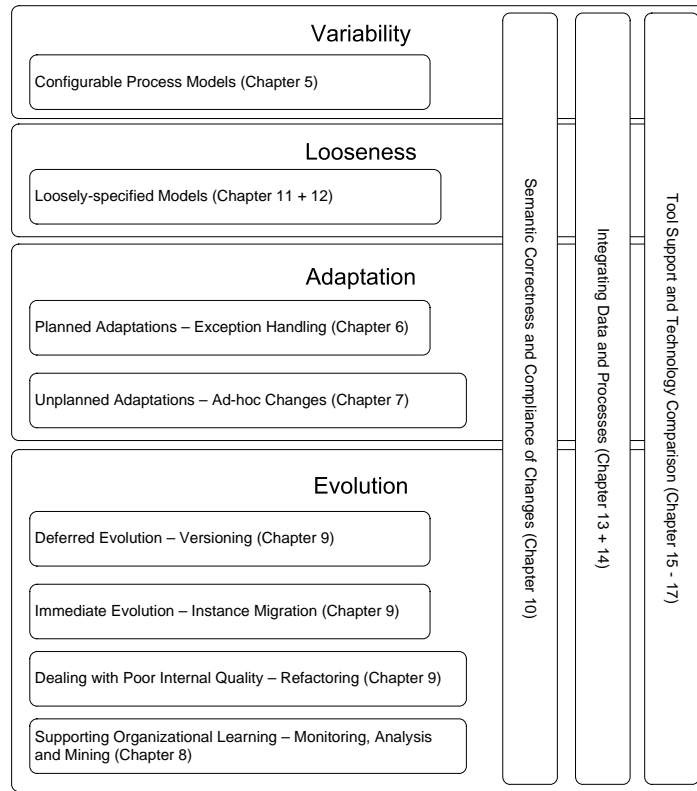 Variability
Configurable Process Models (Chapter 5)
Looseness
Loosely-specified Models (Chapter 11 + 12)
Adaptation
Planned Adaptations – Exception Handling (Chapter 6)
Unplanned Adaptations – Ad-hoc Changes (Chapter 7)
Evolution
Deferred Evolution – Versioning (Chapter 9)
Immediate Evolution – Instance Migration (Chapter 9)
Dealing with Poor Internal Quality – Refactoring (Chapter 9)
Supporting Organizational Learning – Monitoring, Analysis
and Mining (Chapter 8)
Semantic Correctness and Compliance of Changes (Chapter 10)
Integrating Data and Processes (Chapter 13 + 14)
Tool Support and Technology Comparison (Chapter 15 - 17)